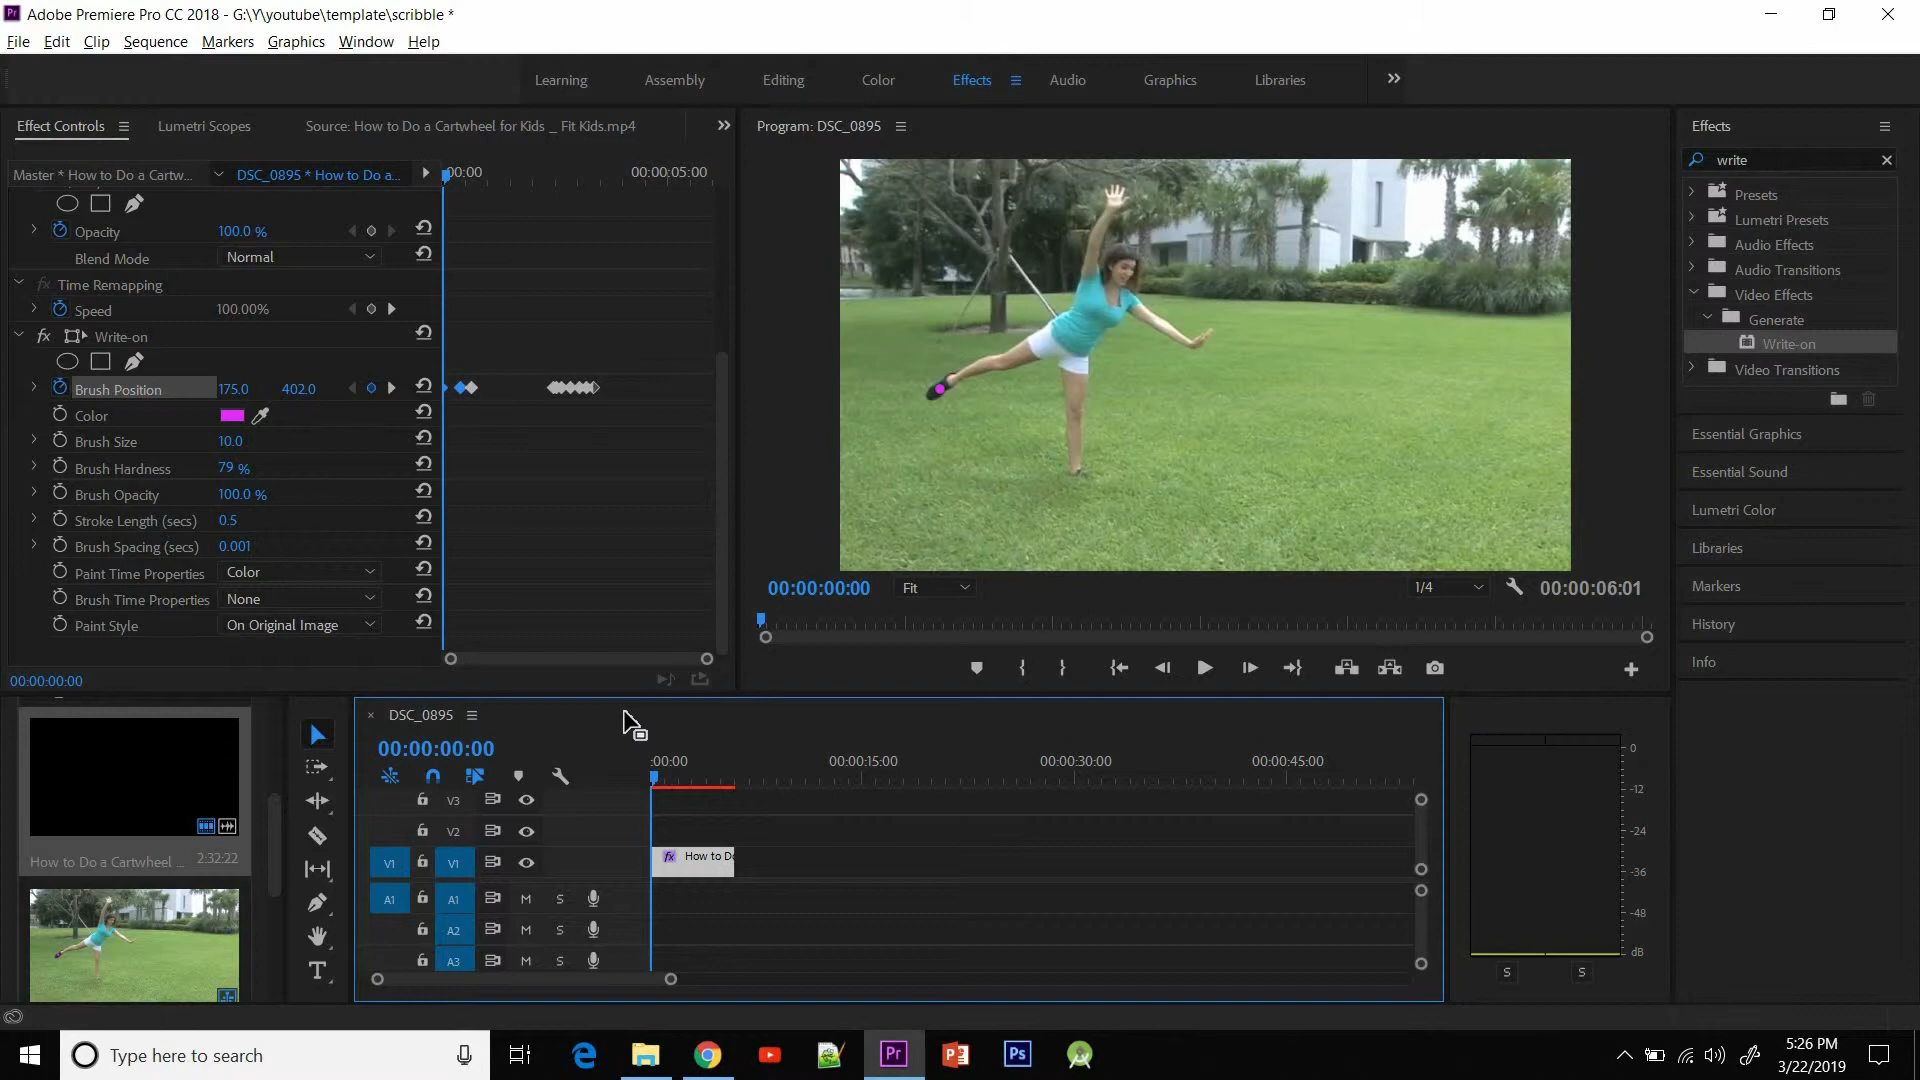 Adobe Premiere Pro CC 2018 - G:\Y\youtube\template\scribble *
File Edit Clip Sequence Markers Graphics Window Help
Learning Assembly Editing Color Effects Audio Graphics Libraries
Effect Controls Lumetri Scopes Source: How to Do a Cartwheel for Kids _ Fit Kids.mp4
Master * How to Do a Cartw... DSC_0895 * How to Do a... :00:00 00:00:05:00
Opacity 100.0 %
Blend Mode Normal
Time Remapping
Speed 100.00%
fx Write-on
Brush Position 175.0 402.0
Color
Brush Size 10.0
Brush Hardness 79 %
Brush Opacity 100.0 %
Stroke Length (secs) 0.5
Brush Spacing (secs) 0.001
Paint Time Properties Color
Brush Time Properties None
Paint Style On Original Image
00:00:00:00
Program: DSC_0895
00:00:00:00 Fit 1/4 00:00:06:01
Effects
write
Presets
Lumetri Presets
Audio Effects
Audio Transitions
Video Effects
Generate
Write-on
Video Transitions
Essential Graphics
Essential Sound
Lumetri Color
Libraries
Markers
History
Info
How to Do a Cartwheel ... 2:32:22
DSC_0895
00:00:00:00
:00:00 00:00:15:00 00:00:30:00 00:00:45:00
V3
V2
V1 V1 fx How to Do
A1 A1 M S
A2 M S
A3 M S
0
-12
-24
-36
-48
dB
S S
Type here to search
Pr
Ps
5:26 PM
3/22/2019